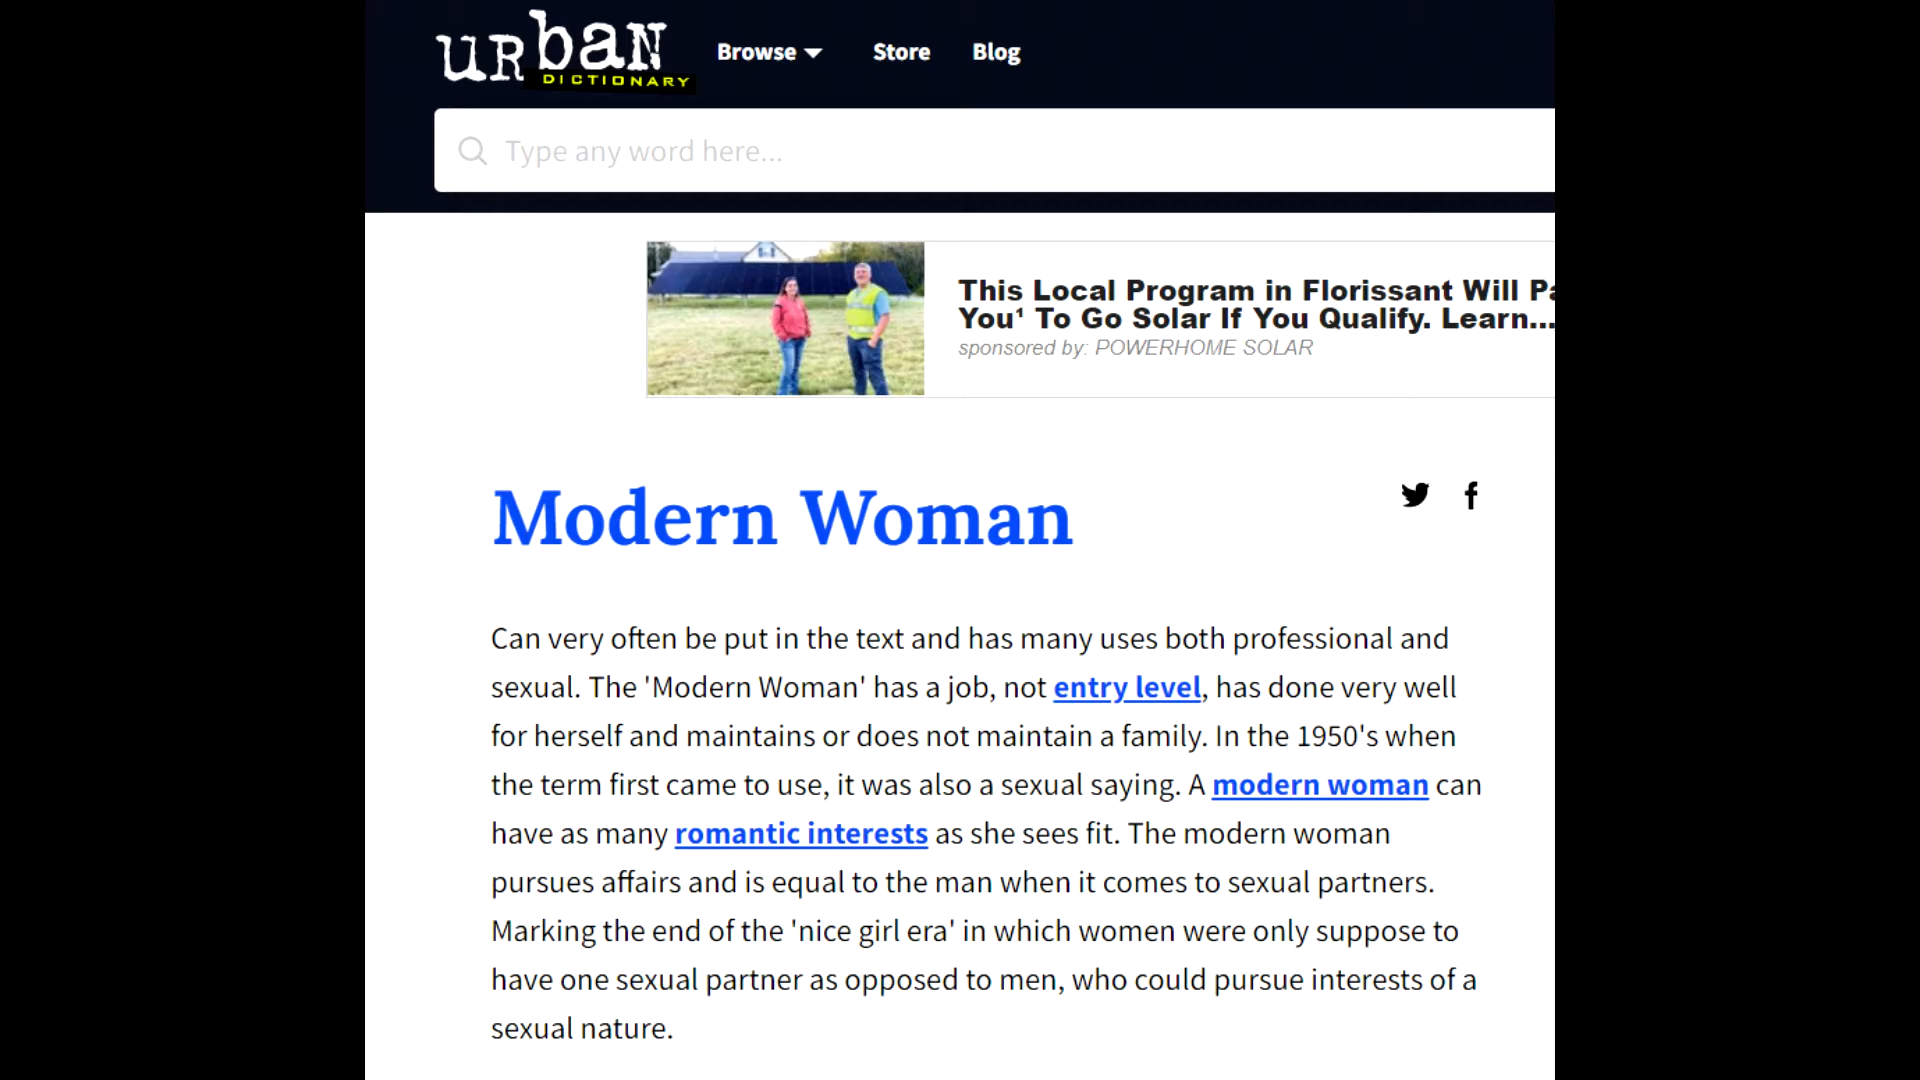 urban
DICTIONARY
Browse
Store
Blog
Type any word here...
This Local Program in Florissant Will Pa
You¹ To Go Solar If You Qualify. Learn...
sponsored by: POWERHOME SOLAR
Modern Woman
Can very often be put in the text and has many uses both professional and
sexual. The 'Modern Woman' has a job, not entry level, has done very well
for herself and maintains or does not maintain a family. In the 1950's when
the term first came to use, it was also a sexual saying. A modern woman can
have as many romantic interests as she sees fit. The modern woman
pursues affairs and is equal to the man when it comes to sexual partners.
Marking the end of the 'nice girl era' in which women were only suppose to
have one sexual partner as opposed to men, who could pursue interests of a
sexual nature.